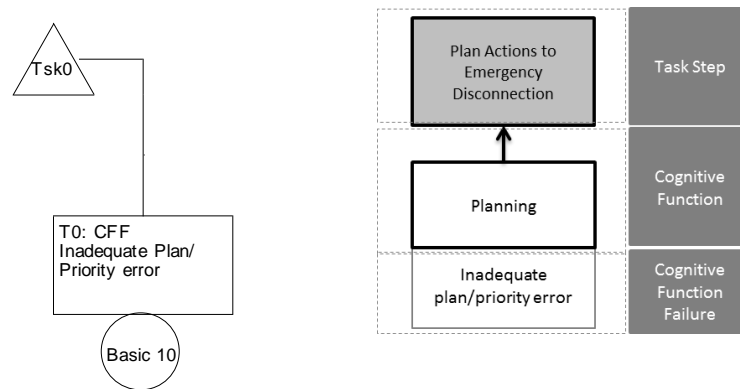 Tsk0
T0: CFF
Inadequate Plan/
Priority error
Basic 10
Plan Actions to
Emergency
Disconnection
Task Step
Planning
Cognitive
Function
Inadequate
plan/priority error
Cognitive
Function
Failure